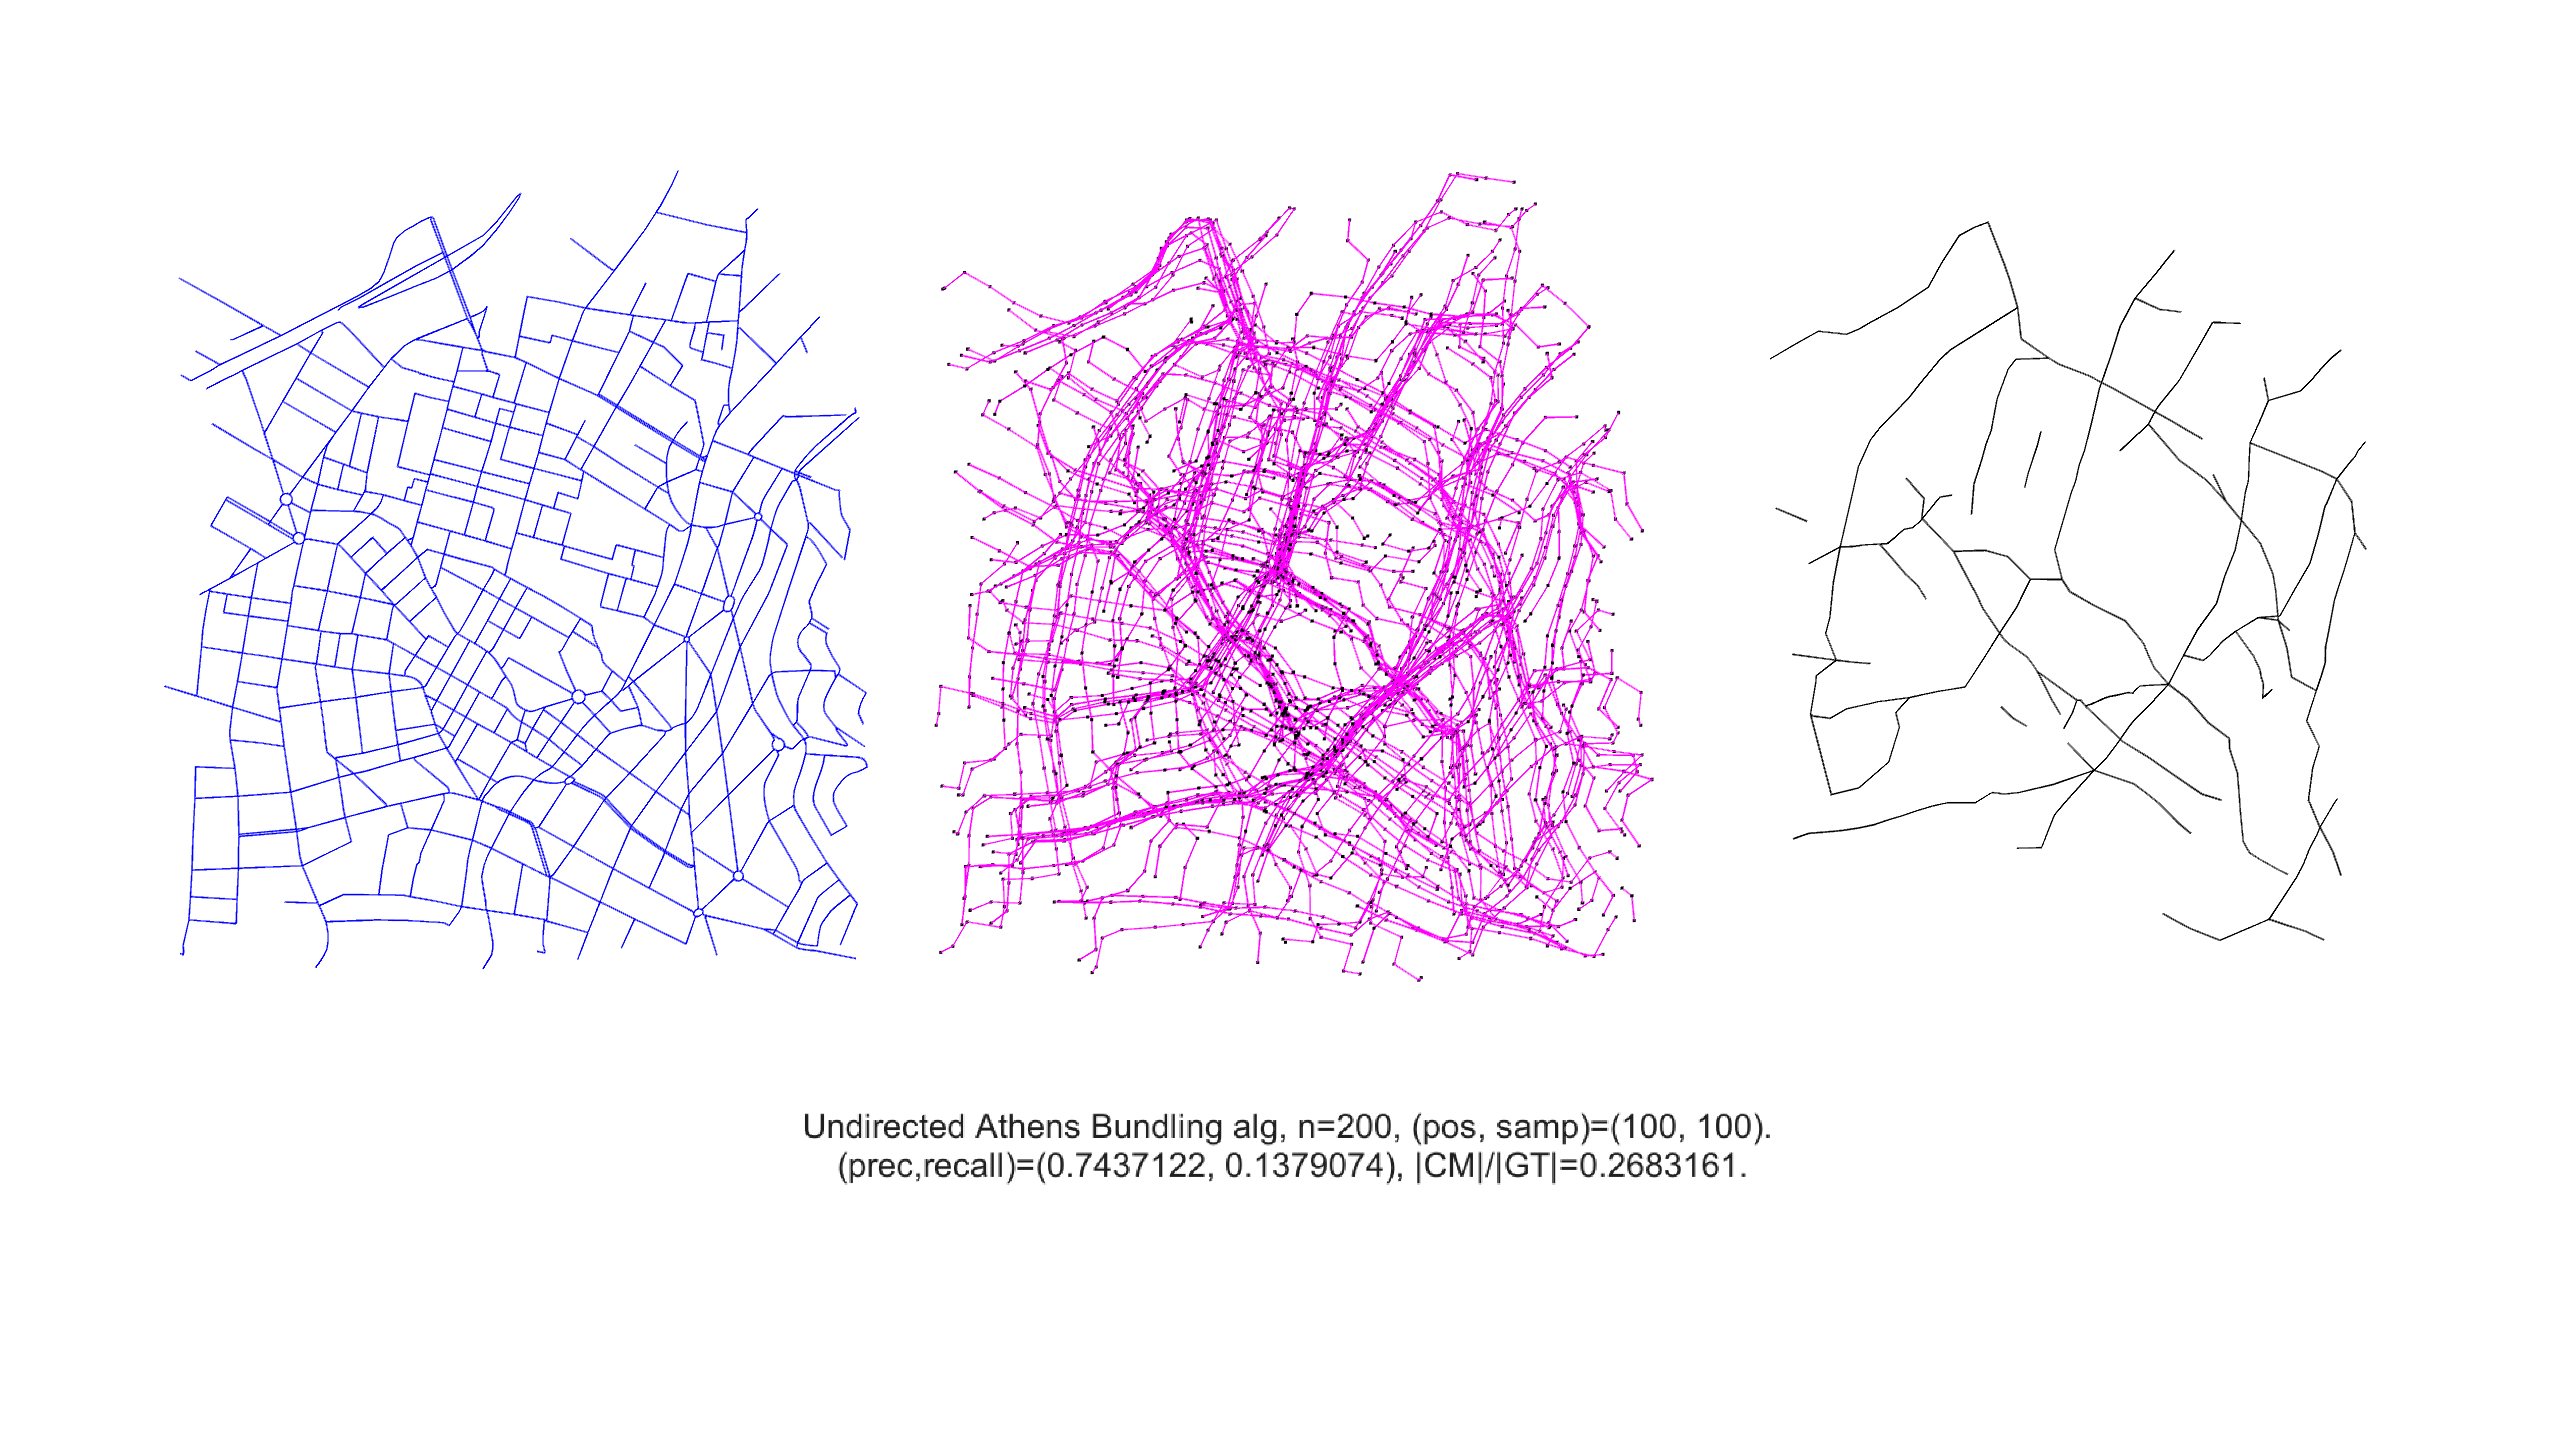 Undirected Athens Bundling alg, n=200, (pos, samp)=(100, 100).
(prec,recall)=(0.7437122, 0.1379074), |CM|/|GT|=0.2683161.